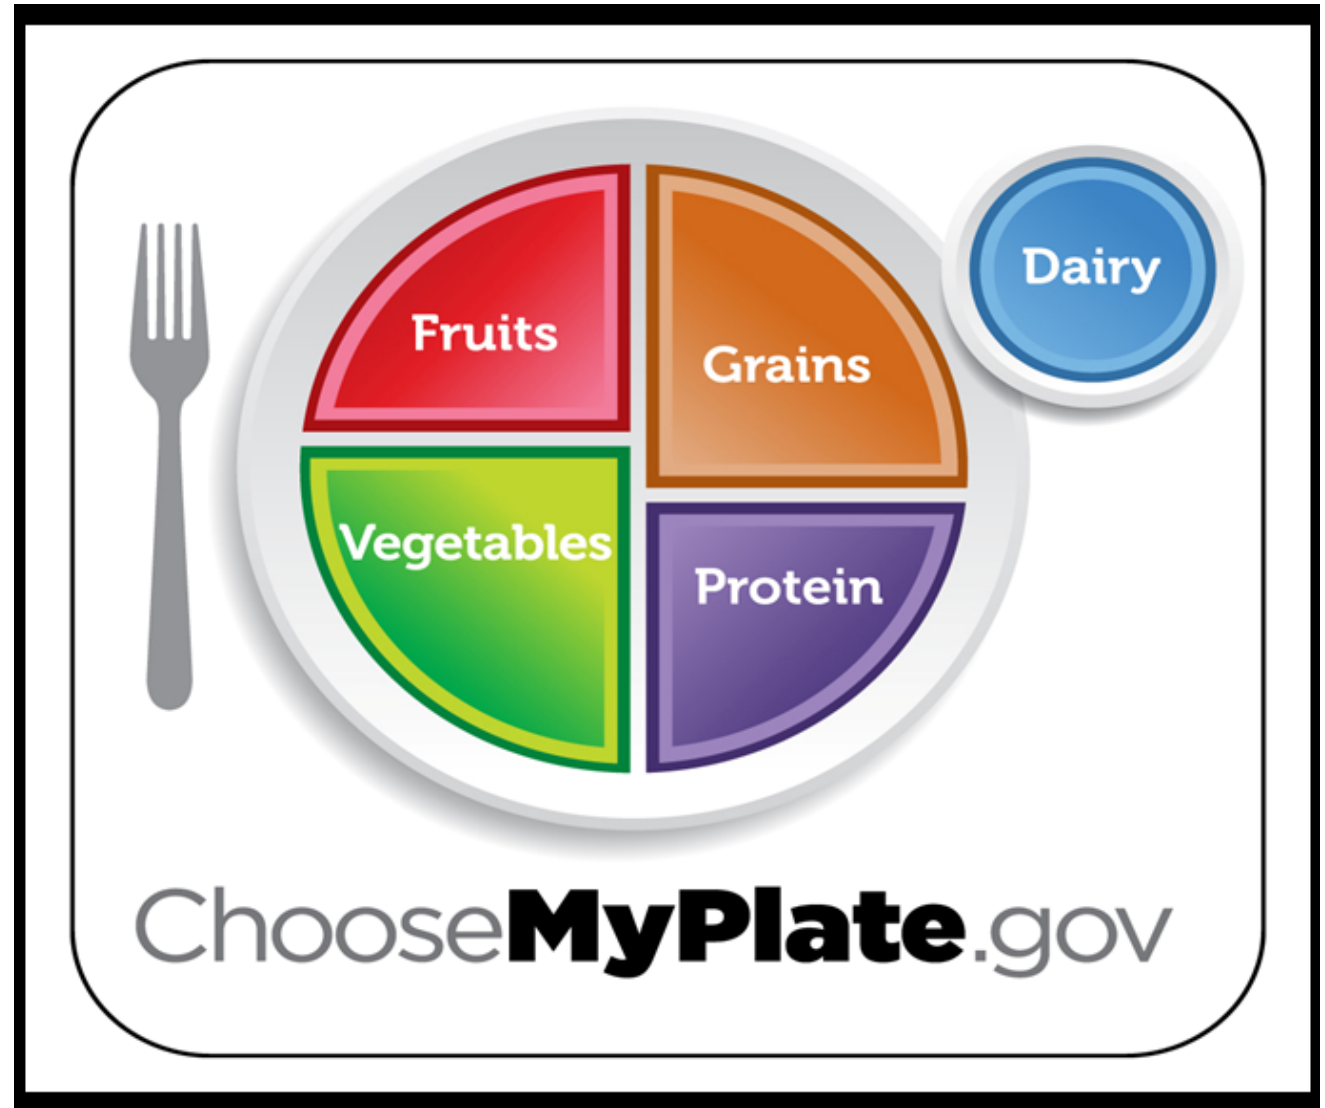 Fruits
Grains
Dairy
Vegetables
Protein
ChooseMyPlate.gov